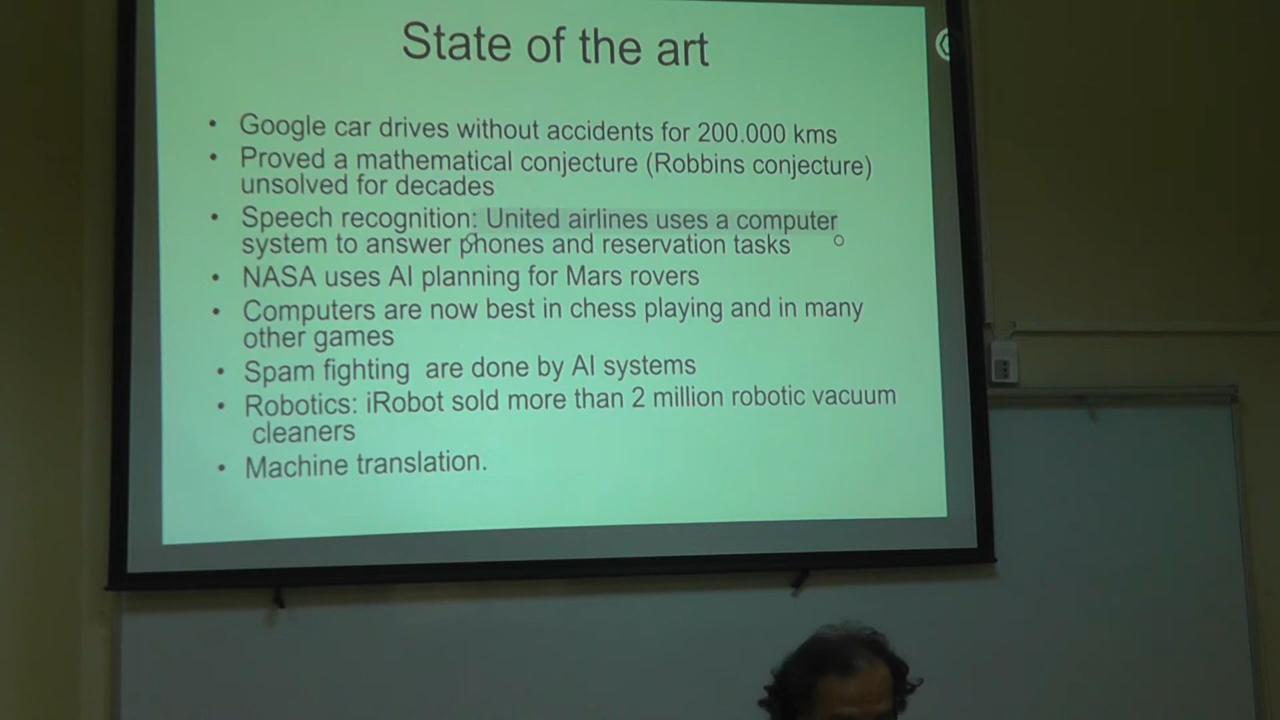 State of the art
• Google car drives without accidents for 200.000 kms
• Proved a mathematical conjecture (Robbins conjecture)
unsolved for decades
• Speech recognition: United airlines uses a computer
system to answer phones and reservation tasks
• NASA uses AI planning for Mars rovers
• Computers are now best in chess playing and in many
other games
• Spam fighting are done by AI systems
• Robotics: iRobot sold more than 2 million robotic vacuum
cleaners
• Machine translation.